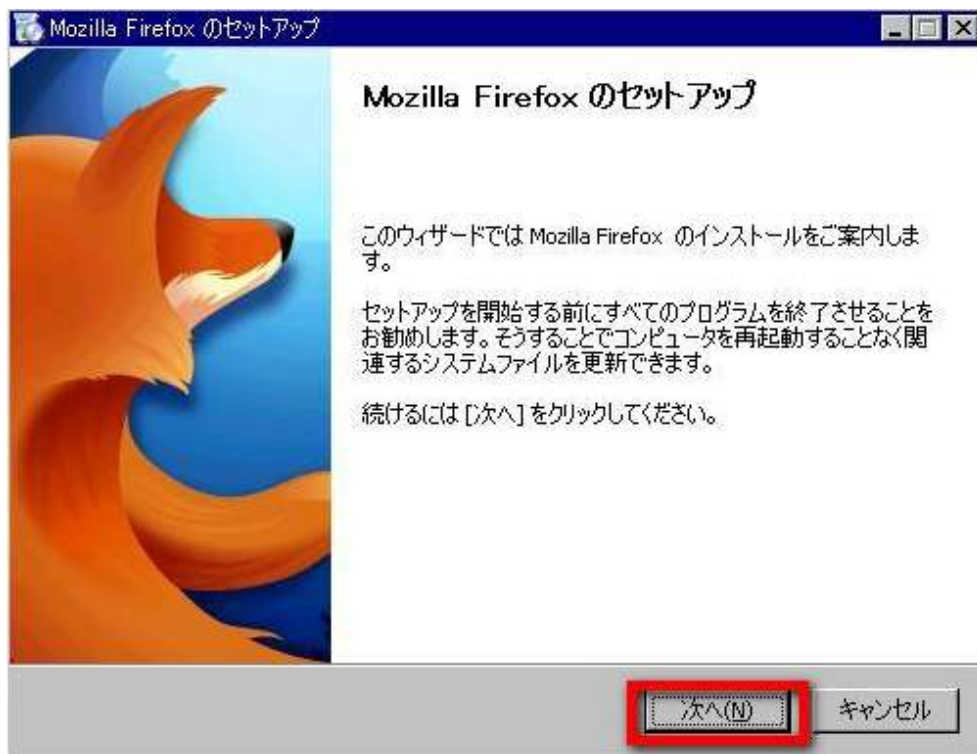 Mozilla Firefox のセットアップ
Mozilla Firefox のセットアップ
このウィザードでは Mozilla Firefox のインストールをご案内しま
す。
セットアップを開始する前にすべてのプログラムを終了させることを
お勧めします。そうすることでコンピュータを再起動することなく関
連するシステムファイルを更新できます。
続けるには [次へ] をクリックしてください。
次へ(N)
キャンセル